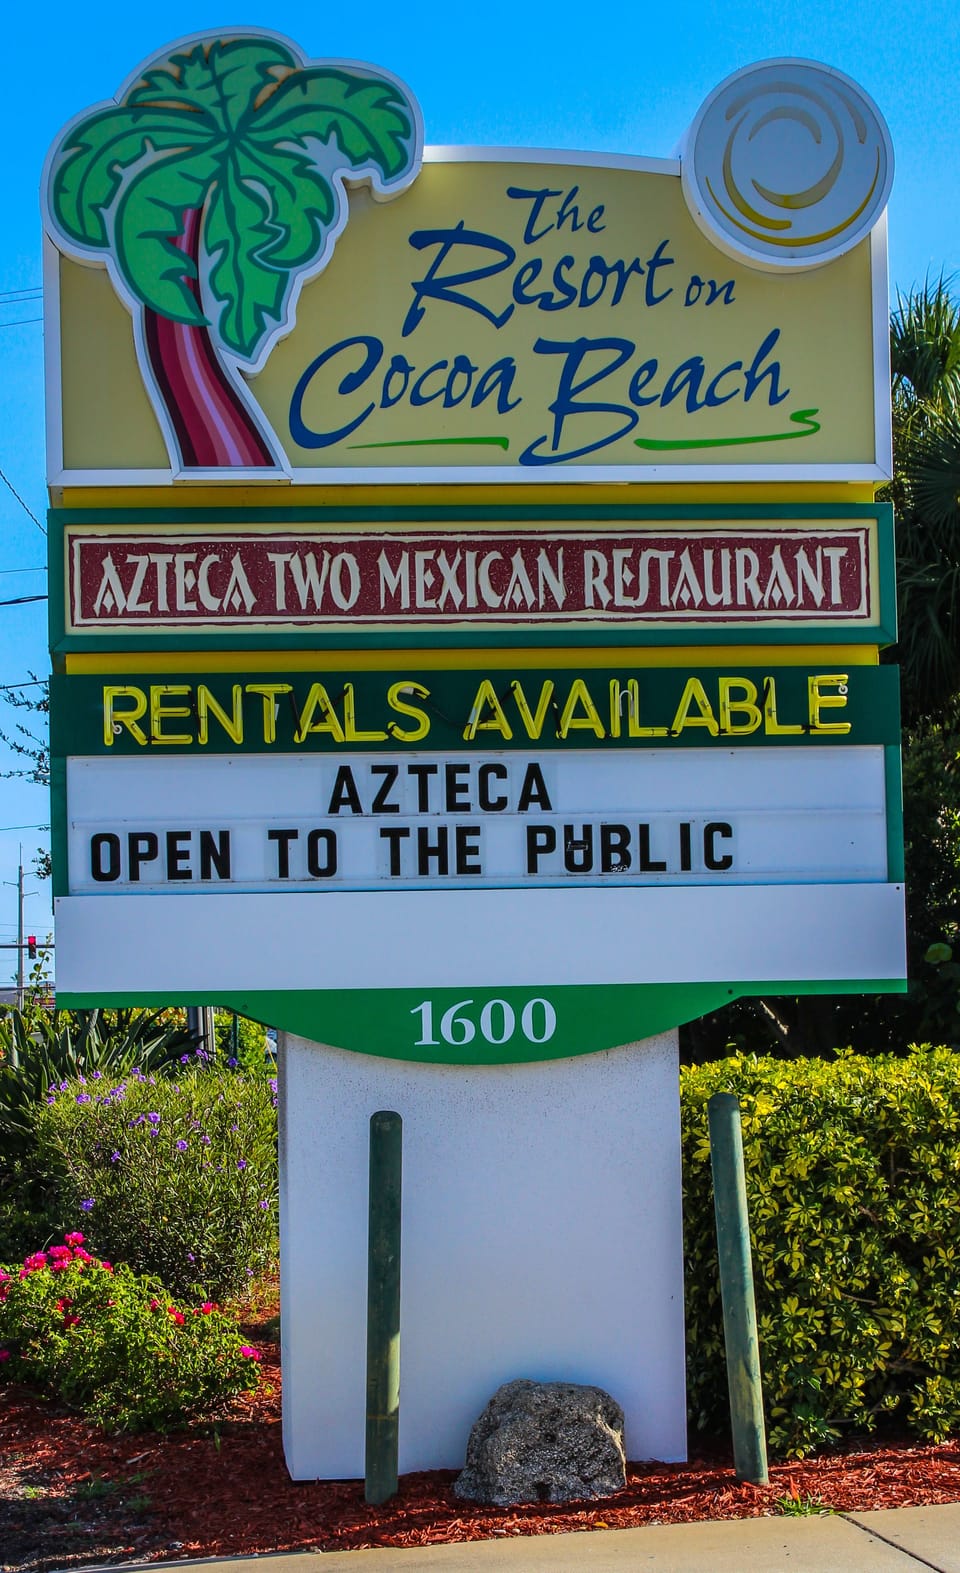 The
Resort on
Cocoa Beach
AZTECA TWO MEXICAN RESTAURANT
RENTALS AVAILABLE
AZTECA
OPEN TO THE PUBLIC
1600